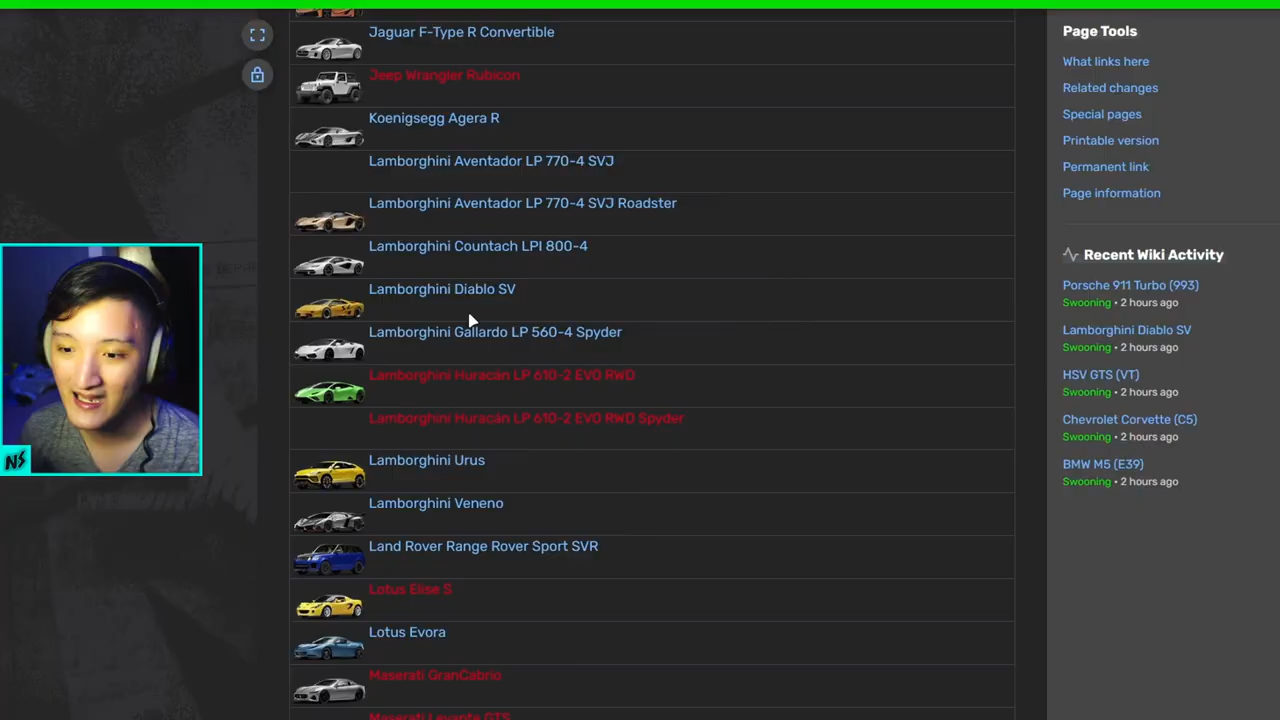 Jaguar F-Type R Convertible
Jeep Wrangler Rubicon
Koenigsegg Agera R
Lamborghini Aventador LP 770-4 SVJ
Lamborghini Aventador LP 770-4 SVJ Roadster
Lamborghini Countach LPI 800-4
Lamborghini Diablo SV
Lamborghini Gallardo LP 560-4 Spyder
Lamborghini Huracán LP 610-2 EVO RWD
Lamborghini Huracán LP 610-2 EVO RWD Spyder
Lamborghini Urus
Lamborghini Veneno
Land Rover Range Rover Sport SVR
Lotus Elise S
Lotus Evora
Maserati GranCabrio
Maserati Levante GTS
Page Tools
What links here
Related changes
Special pages
Printable version
Permanent link
Page information
Recent Wiki Activity
Porsche 911 Turbo (993)
Swooning • 2 hours ago
Lamborghini Diablo SV
Swooning • 2 hours ago
HSV GTS (VT)
Swooning • 2 hours ago
Chevrolet Corvette (C5)
Swooning • 2 hours ago
BMW M5 (E39)
Swooning • 2 hours ago
NS